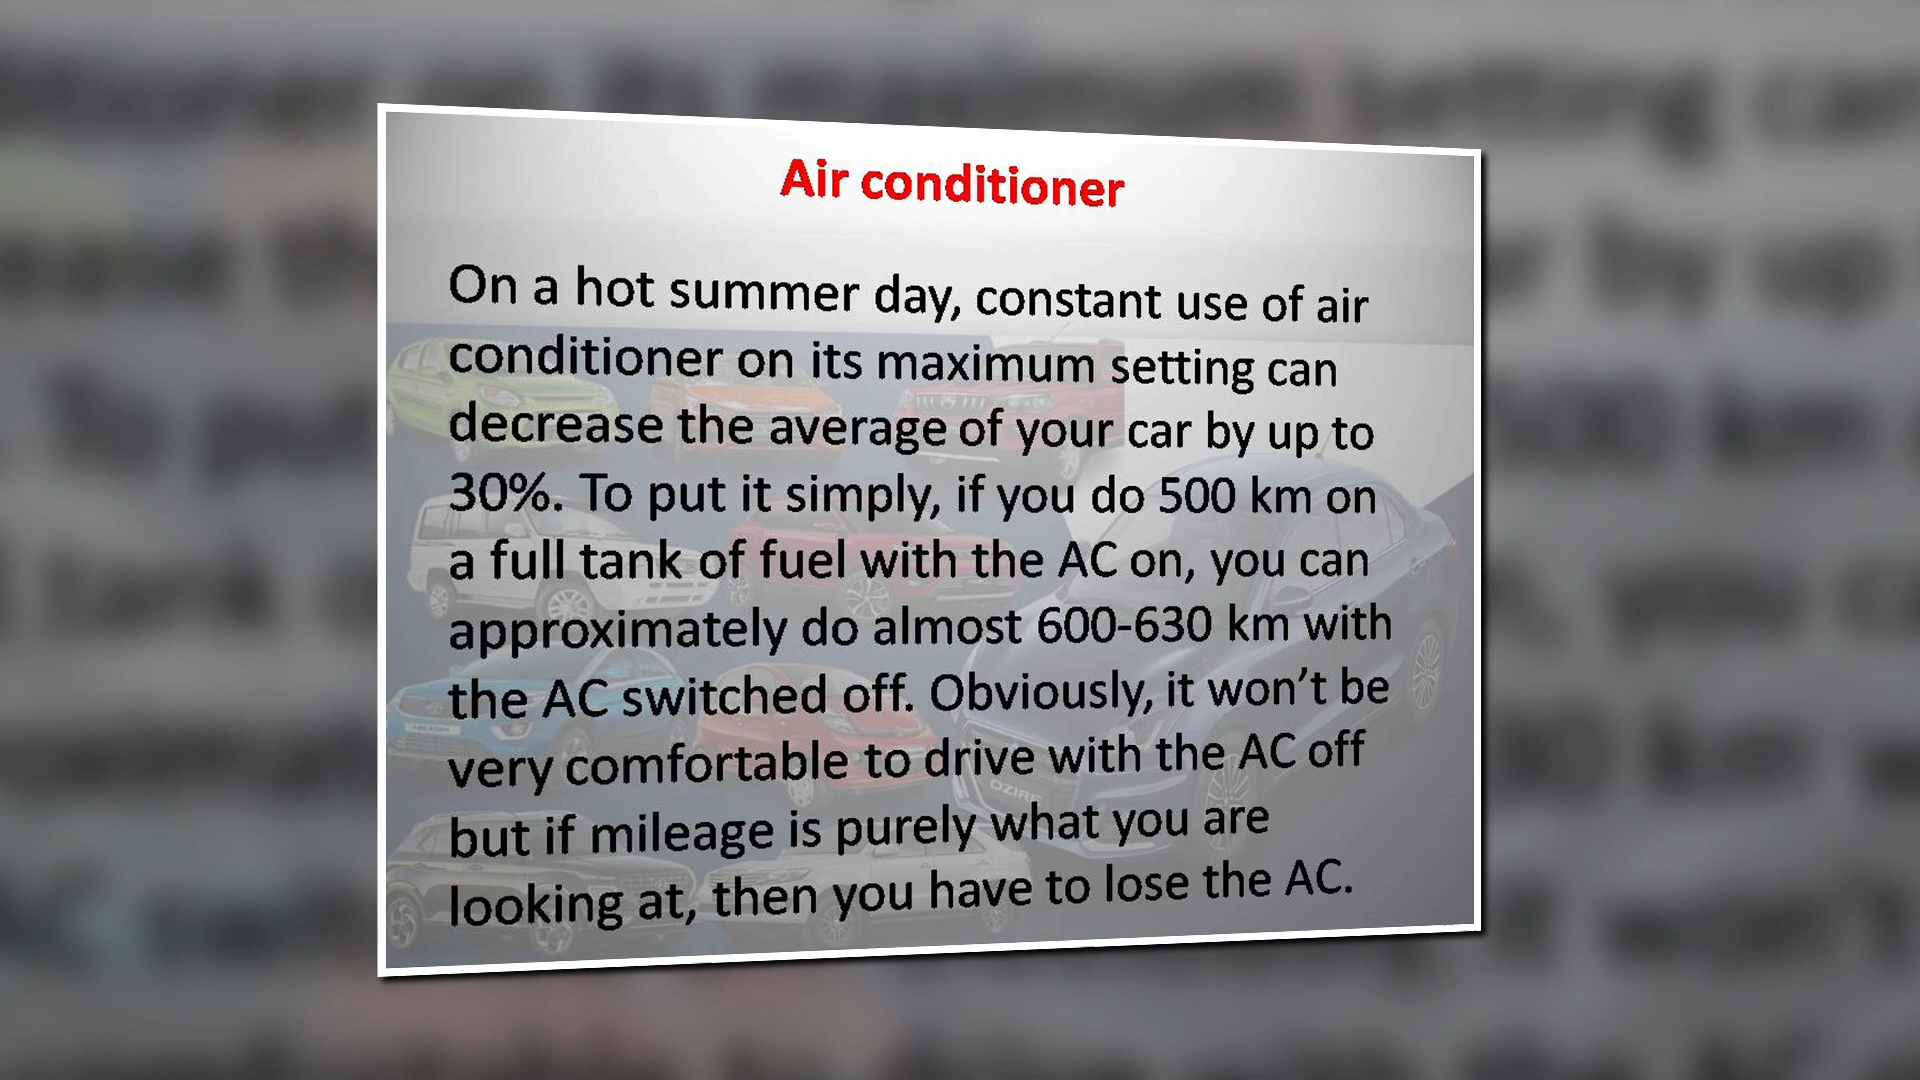 Air conditioner
On a hot summer day, constant use of air
conditioner on its maximum setting can
decrease the average of your car by up to
30%. To put it simply, if you do 500 km on
a full tank of fuel with the AC on, you can
approximately do almost 600-630 km with
the AC switched off. Obviously, it won't be
very comfortable to drive with the AC off
but if mileage is purely what you are
looking at, then you have to lose the AC.
DZIRE